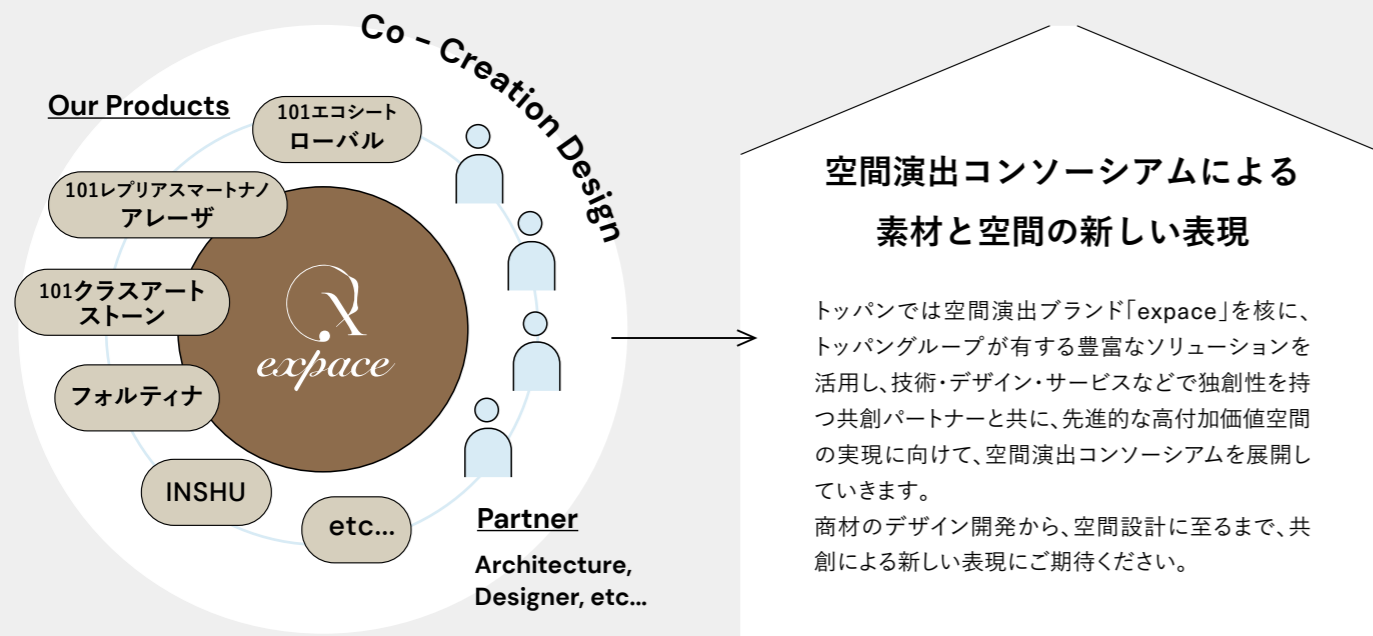 Co – Creation Design
Our Products
101エコシート
ローバル
101レプリアスマートナノ
アレーザ
101クラスアート
ストーン
フォルティナ
INSHU
etc...
expace
Partner
Architecture,
Designer, etc...
空間演出コンソーシアムによる
素材と空間の新しい表現
トッパンでは空間演出ブランド「expace」を核に、
トッパングループが有する豊富なソリューションを
活用し、技術・デザイン・サービスなどで独創性を持
つ共創パートナーと共に、先進的な高付加価値空間
の実現に向けて、空間演出コンソーシアムを展開し
ていきます。
商材のデザイン開発から、空間設計に至るまで、共
創による新しい表現にご期待ください。